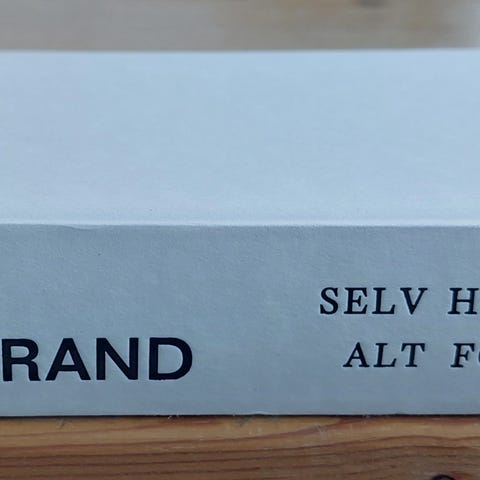 RAND
SELV H
ALT FO